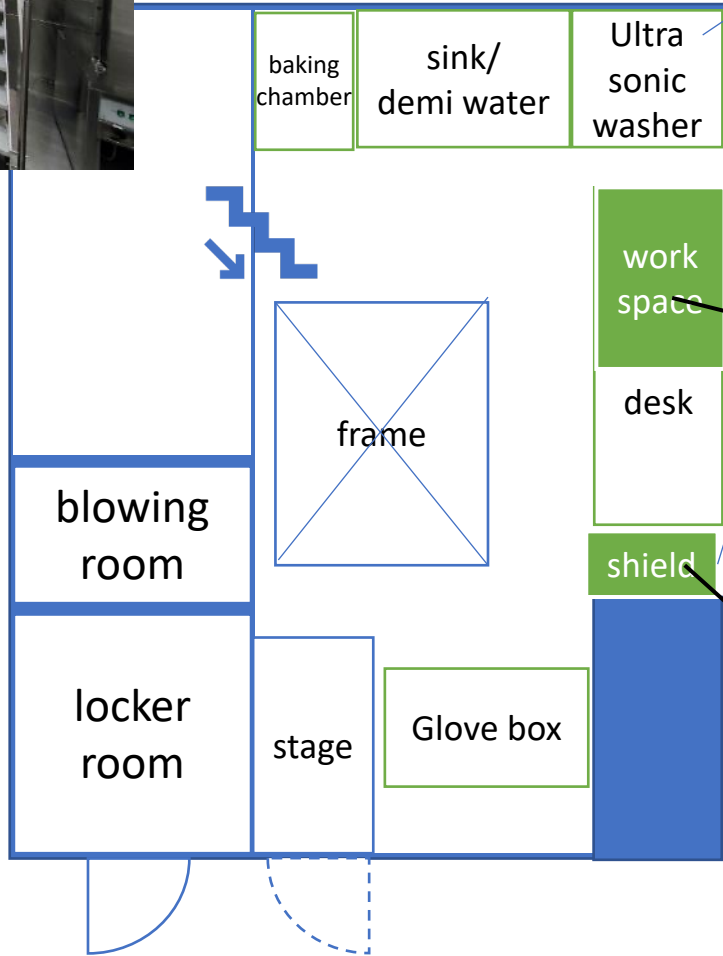 baking
chamber
sink/
demi water
Ultra
sonic
washer
work
space
desk
frame
blowing
room
shield
locker
room
stage
Glove box